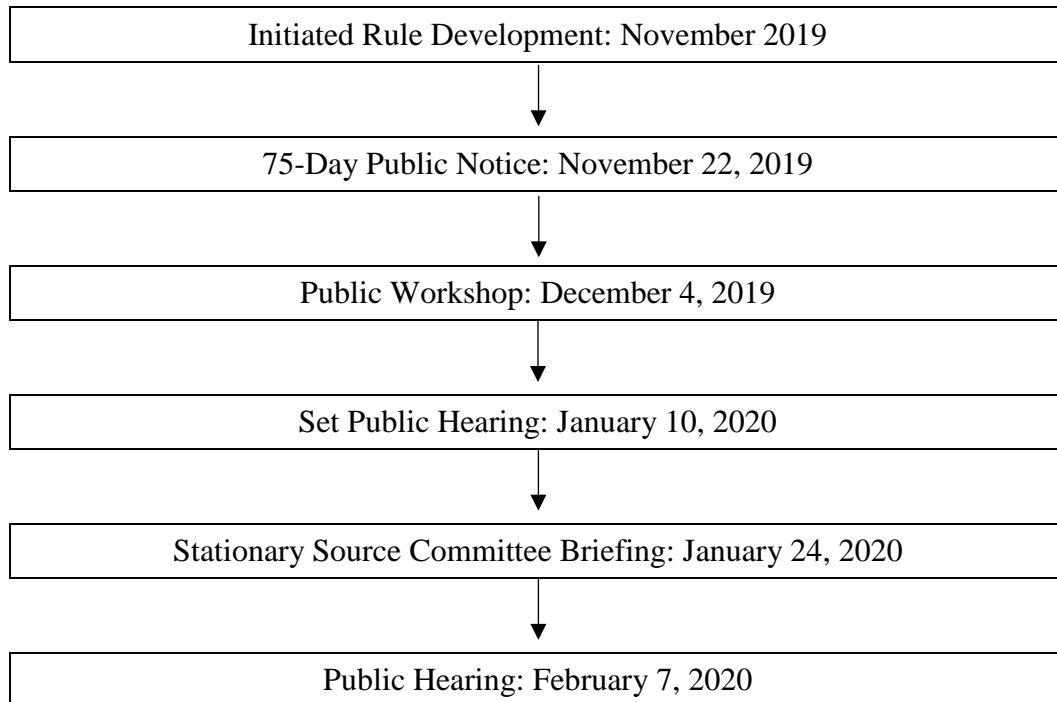 Initiated Rule Development: November 2019
75-Day Public Notice: November 22, 2019
Public Workshop: December 4, 2019
Set Public Hearing: January 10, 2020
Stationary Source Committee Briefing: January 24, 2020
Public Hearing: February 7, 2020